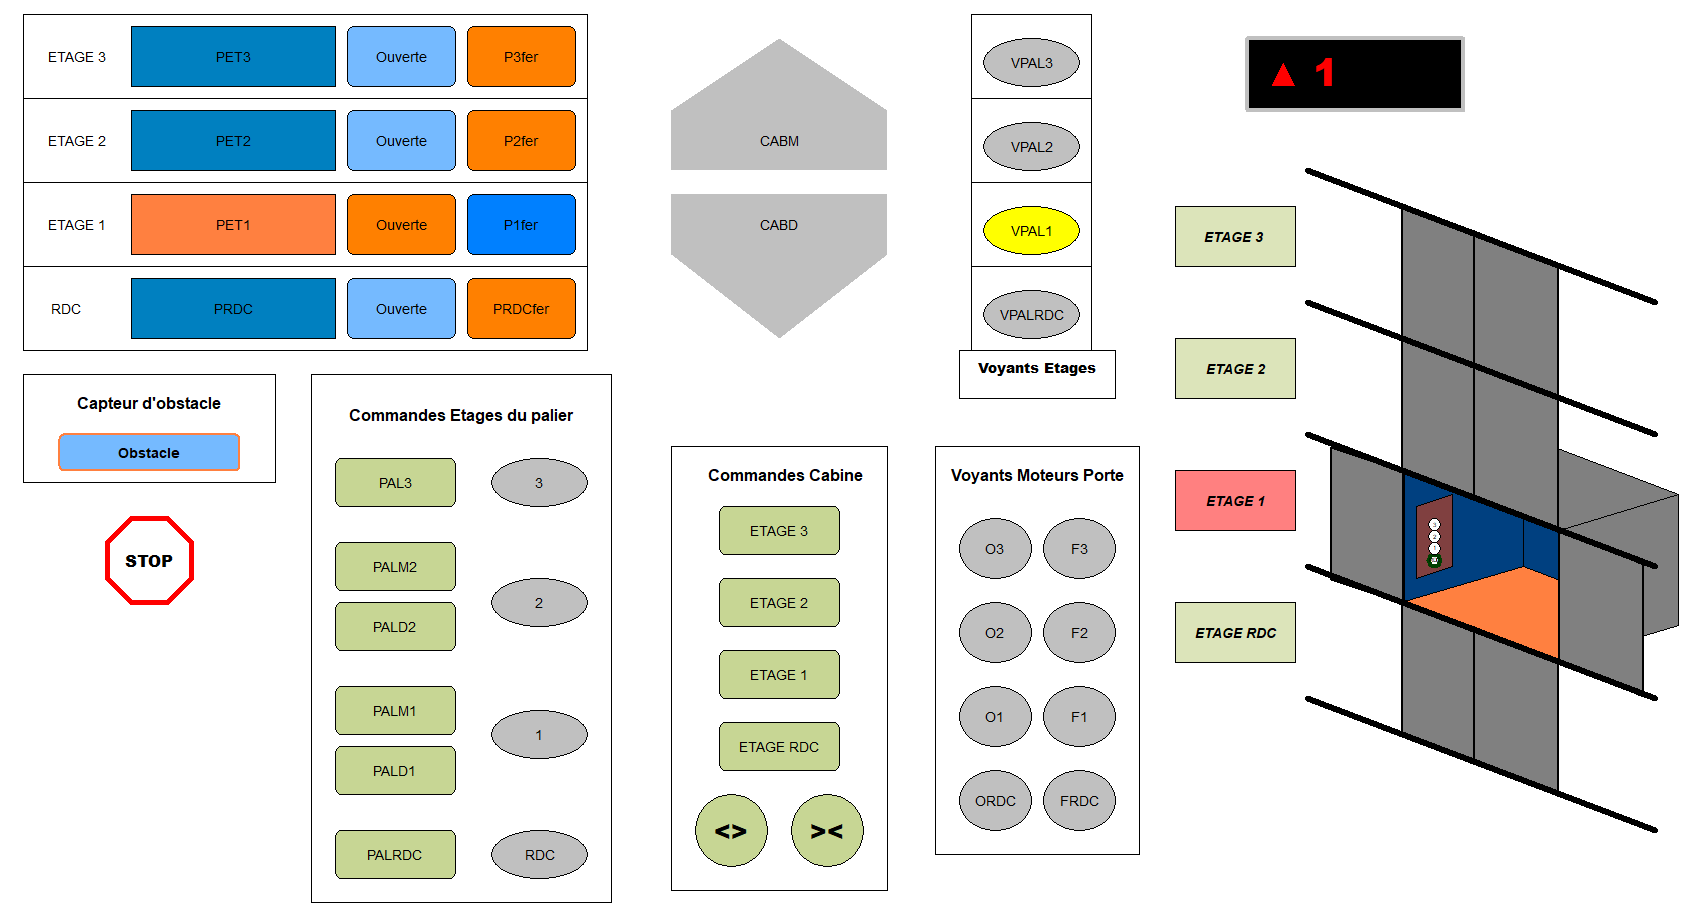 ETAGE 3 PET3 Ouverte P3fer
ETAGE 2 PET2 Ouverte P2fer
ETAGE 1 PET1 Ouverte P1fer
RDC PRDC Ouverte PRDCfer
Capteur d'obstacle
Obstacle
STOP
Commandes Etages du palier
PAL3 3
PALM2
2
PALD2
PALM1
1
PALD1
PALRDC RDC
CABM
CABD
Commandes Cabine
ETAGE 3
ETAGE 2
ETAGE 1
ETAGE RDC
<> ><
VPAL3
VPAL2
VPAL1
VPALRDC
Voyants Etages
Voyants Moteurs Porte
O3 F3
O2 F2
O1 F1
ORDC FRDC
▲ 1
ETAGE 3
ETAGE 2
ETAGE 1
ETAGE RDC
3
2
1